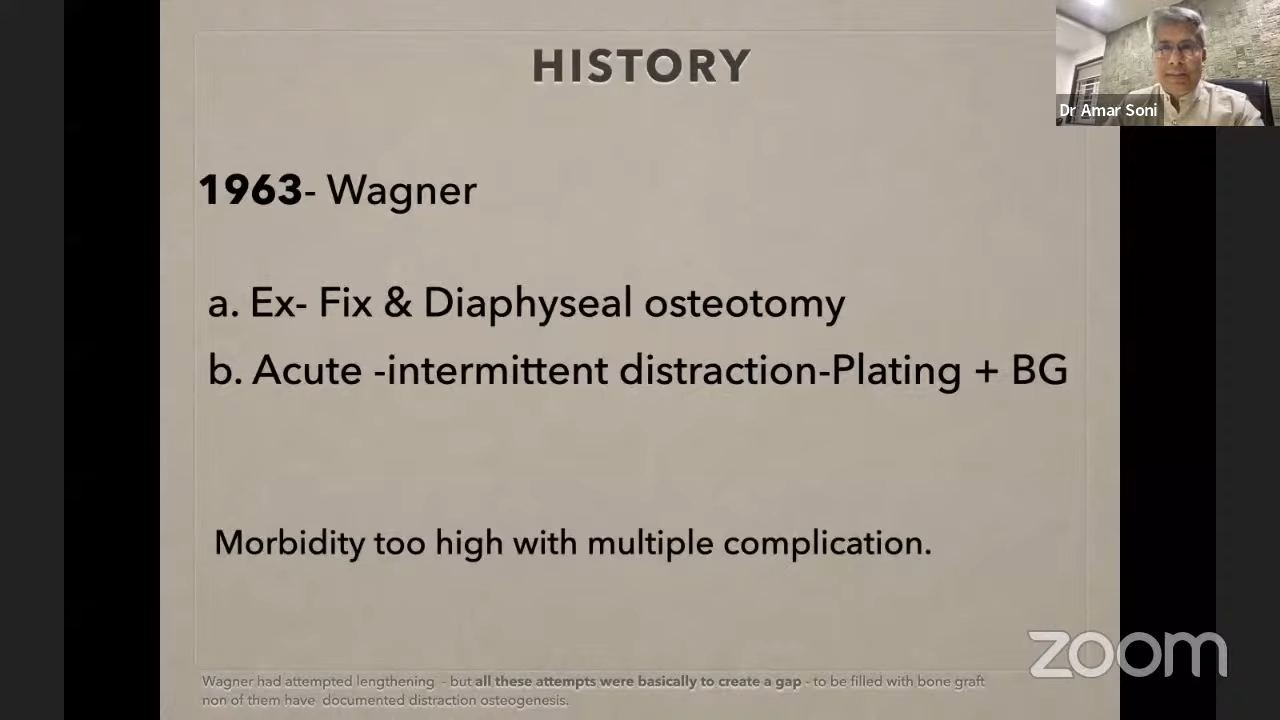 HISTORY
Dr Amar Soni
1963- Wagner
a. Ex- Fix & Diaphyseal osteotomy
b. Acute -intermittent distraction-Plating + BG
Morbidity too high with multiple complication.
zoom
Wagner had attempted lengthening - but all these attempts were basically to create a gap - to be filled with bone graft
non of them have documented distraction osteogenesis.